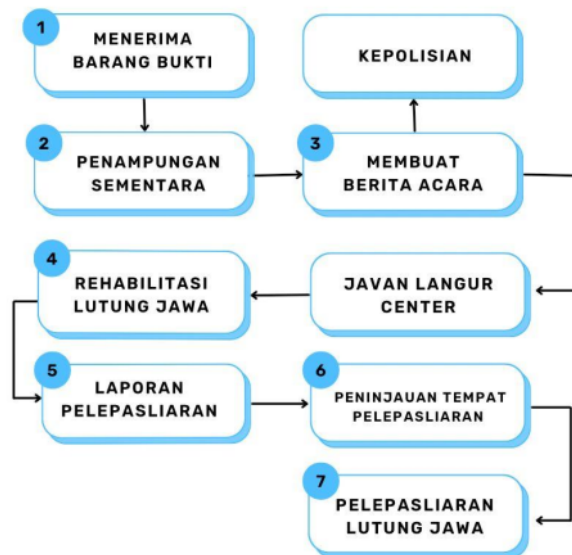 1
MENERIMA
BARANG BUKTI
KEPOLISIAN
2
PENAMPUNGAN
SEMENTARA
3
MEMBUAT
BERITA ACARA
4
REHABILITASI
LUTUNG JAWA
JAVAN LANGUR
CENTER
5
LAPORAN
PELEPASLIARAN
6
PENINJAUAN TEMPAT
PELEPASLIARAN
7
PELEPASLIARAN
LUTUNG JAWA